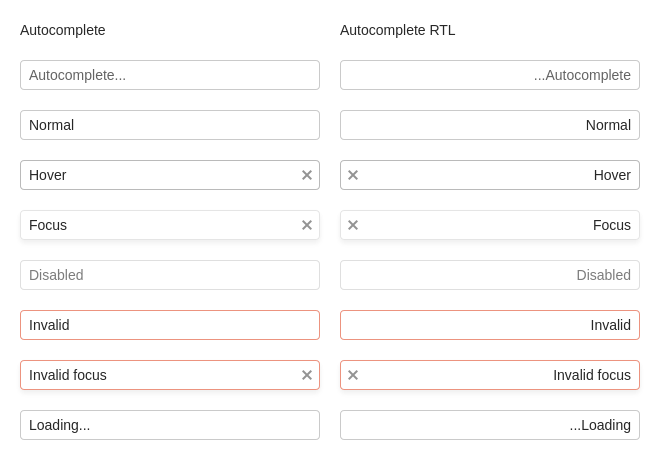 Autocomplete
Autocomplete...
Normal
Hover
Focus
Disabled
Invalid
Invalid focus
Loading...
Autocomplete RTL
...Autocomplete
Normal
Hover
Focus
Disabled
Invalid
Invalid focus
...Loading